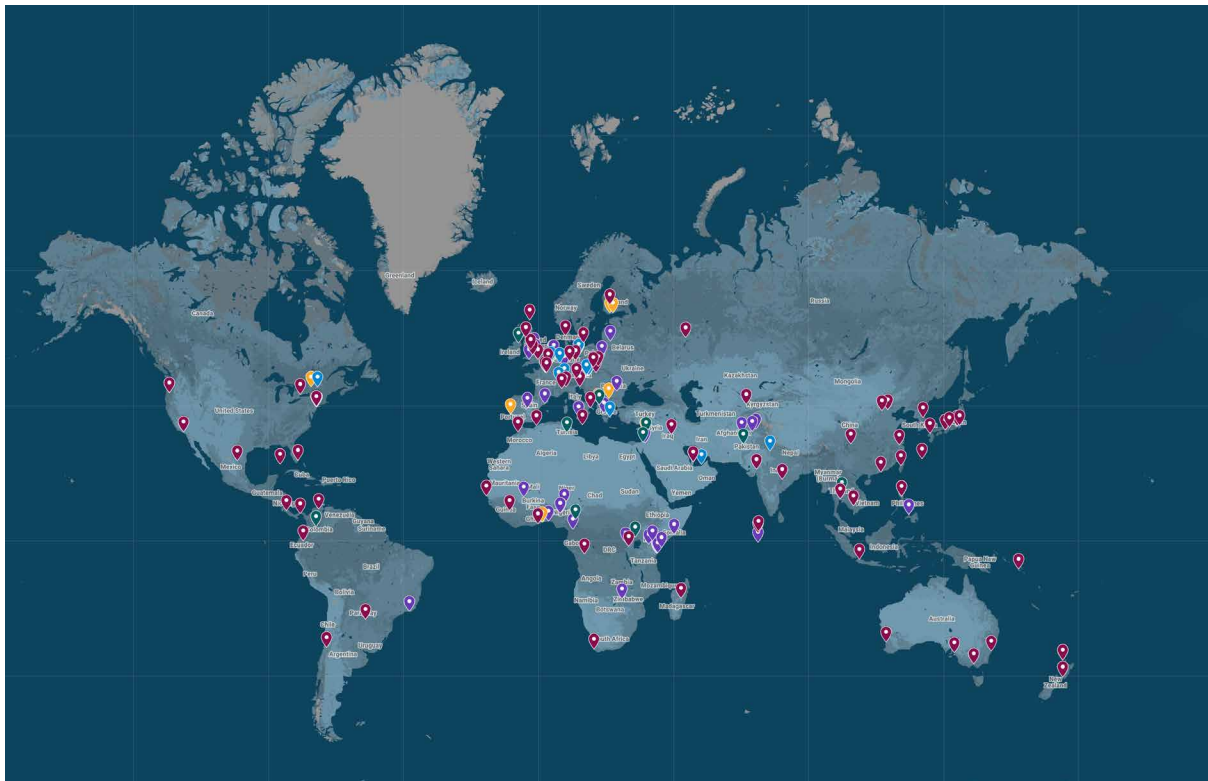 Greenland
Iceland
Sweden
Norway
Russia
Canada
Ireland
Belarus
Ukraine
France
Kazakhstan
Mongolia
United States
Italy
Turkey
Turkmenistan
Kyrgyzstan
Morocco
Tunisia
Iraq
Iran
Pakistan
Nepal
China
Mexico
Cuba
Puerto Rico
Western
Sahara
Algeria
Libya
Egypt
Saudi Arabia
Oman
Myanmar
(Burma)
Vietnam
Guatemala
Mauritania
Mali
Niger
Chad
Sudan
Yemen
Guinea
Burkina
Ethiopia
Somalia
Philippines
Venezuela
Guyana
Suriname
Colombia
Ecuador
Malaysia
Indonesia
Gabon
DRC
Tanzania
Peru
Brazil
Papua New
Guinea
Angola
Zambia
Mozambique
Bolivia
Namibia
Zimbabwe
Botswana
Madagascar
Chile
Paraguay
Australia
Uruguay
Argentina
South Africa
New
Zealand